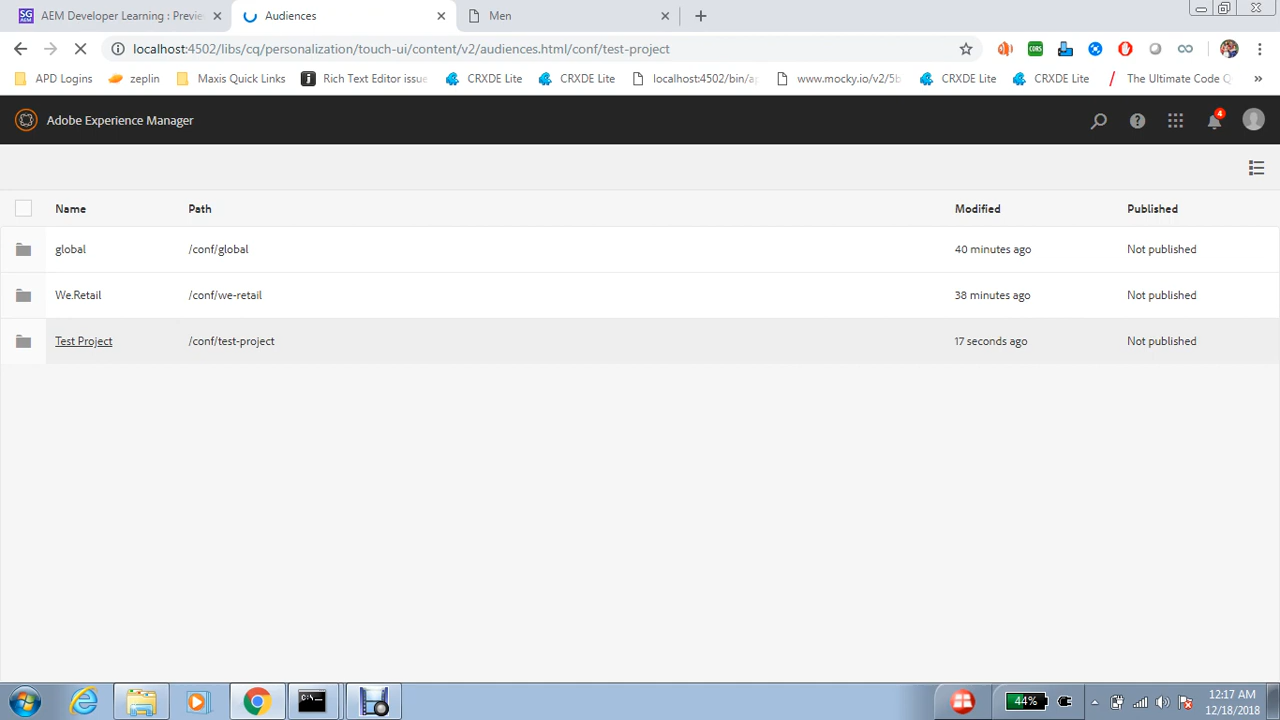 SG AEM AEM Developer Learning : Previe
Audiences
Men
localhost:4502/libs/cq/personalization/touch-ui/content/v2/audiences.html/conf/test-project
CORS
APD Logins
zeplin
Maxis Quick Links
Rich Text Editor issue
CRXDE Lite
CRXDE Lite
localhost:4502/bin/a
www.mocky.io/v2/5b
CRXDE Lite
CRXDE Lite
The Ultimate Code Q
»
Adobe Experience Manager
4
Name Path Modified Published
global /conf/global 40 minutes ago Not published
We.Retail /conf/we-retail 38 minutes ago Not published
Test Project /conf/test-project 17 seconds ago Not published
44%
12:17 AM
12/18/2018